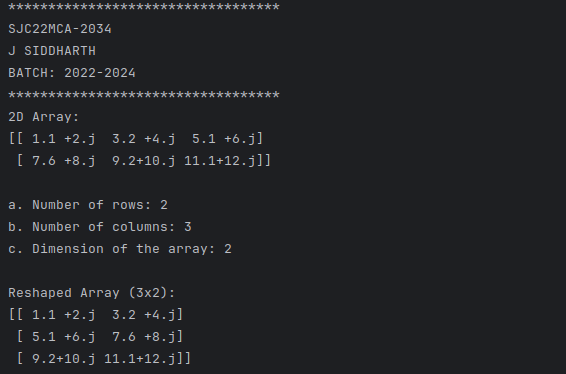 **********************************
SJC22MCA-2034
J SIDDHARTH
BATCH: 2022-2024
**********************************
2D Array:
[[ 1.1 +2.j  3.2 +4.j  5.1 +6.j]
 [ 7.6 +8.j  9.2+10.j 11.1+12.j]]

a. Number of rows: 2
b. Number of columns: 3
c. Dimension of the array: 2

Reshaped Array (3x2):
[[ 1.1 +2.j  3.2 +4.j]
 [ 5.1 +6.j  7.6 +8.j]
 [ 9.2+10.j 11.1+12.j]]